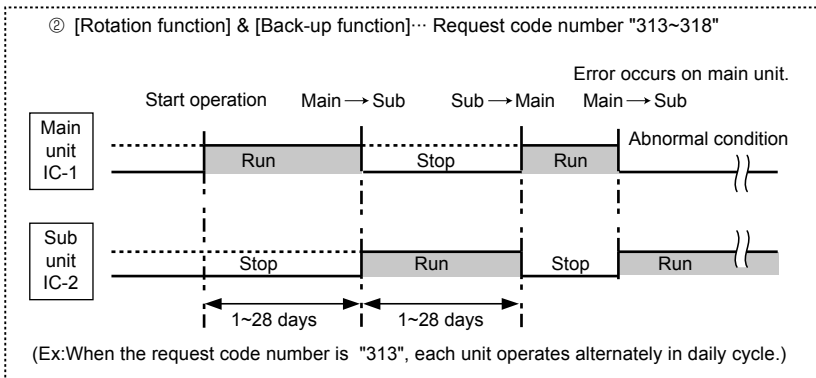 ② [Rotation function] & [Back-up function]··· Request code number "313~318"
Error occurs on main unit.
Start operation Main → Sub Sub → Main Main → Sub
Main
unit
IC-1
Run Stop Run Abnormal condition
Sub
unit
IC-2
Stop Run Stop Run
1~28 days 1~28 days
(Ex:When the request code number is "313", each unit operates alternately in daily cycle.)